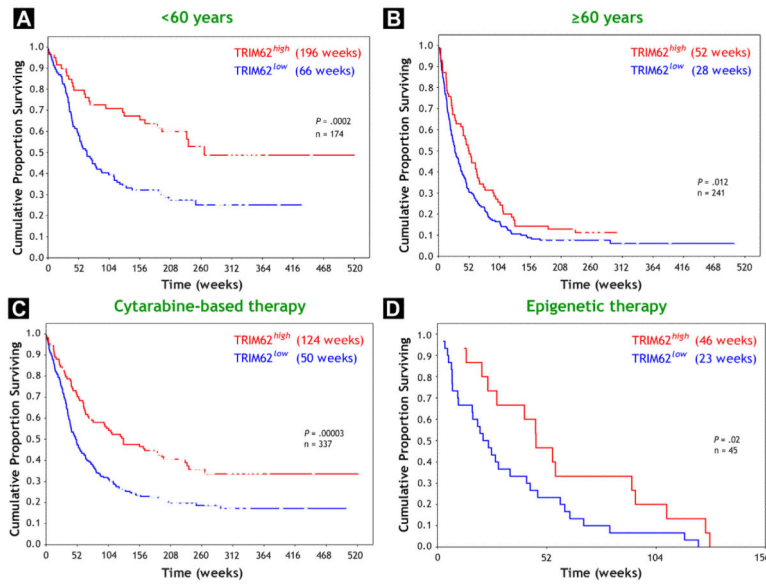 A
<60 years
TRIM62high (196 weeks)
TRIM62low (66 weeks)
P = .0002
n = 174
Cumulative Proportion Surviving
1.0
0.9
0.8
0.7
0.6
0.5
0.4
0.3
0.2
0.1
0.0
0 52 104 156 208 260 312 364 416 468 520
Time (weeks)
B
≥60 years
TRIM62high (52 weeks)
TRIM62low (28 weeks)
P = .012
n = 241
Cumulative Proportion Surviving
1.0
0.9
0.8
0.7
0.6
0.5
0.4
0.3
0.2
0.1
0.0
0 52 104 156 208 260 312 364 416 468 520
Time (weeks)
C
Cytarabine-based therapy
TRIM62high (124 weeks)
TRIM62low (50 weeks)
P = .00003
n = 337
Cumulative Proportion Surviving
1.0
0.9
0.8
0.7
0.6
0.5
0.4
0.3
0.2
0.1
0.0
0 52 104 156 208 260 312 364 416 468 520
Time (weeks)
D
Epigenetic therapy
TRIM62high (46 weeks)
TRIM62low (23 weeks)
P = .02
n = 45
Cumulative Proportion Surviving
1.0
0.9
0.8
0.7
0.6
0.5
0.4
0.3
0.2
0.1
0.0
0 52 104 156
Time (weeks)